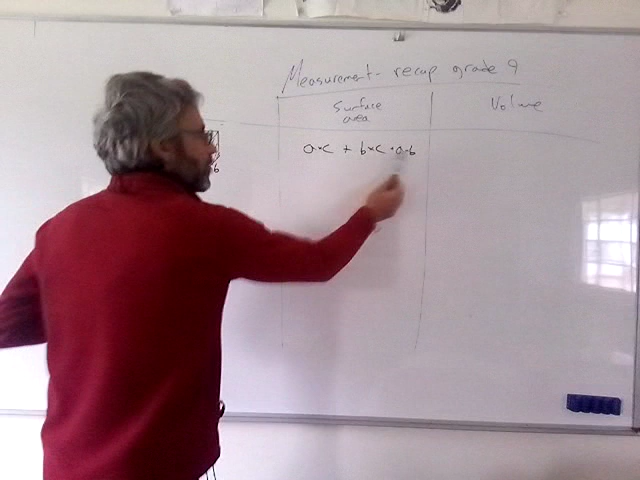 Measurement - recap grade 9
Surface area
Volume
a×c + b×c + a×b
b